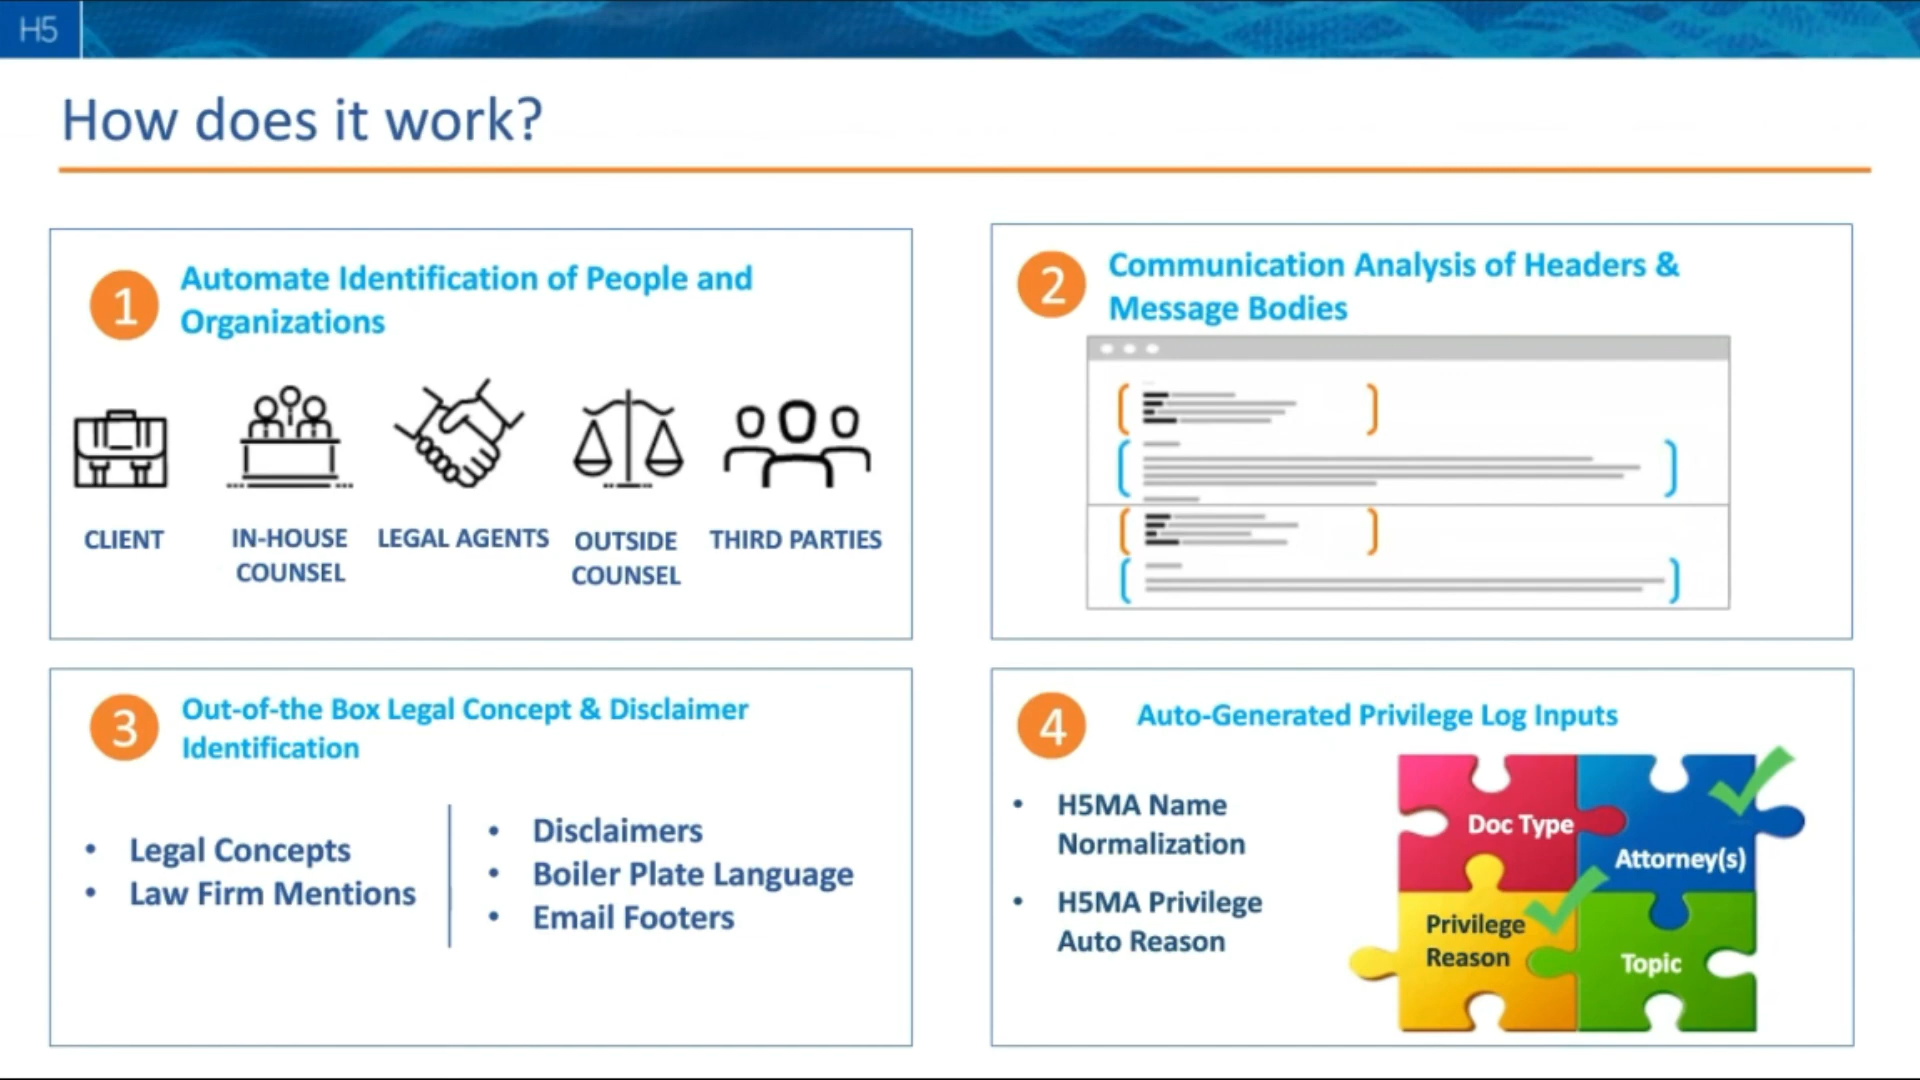 H5
How does it work?
1
Automate Identification of People and
Organizations
CLIENT
IN-HOUSE
COUNSEL
LEGAL AGENTS
OUTSIDE
COUNSEL
THIRD PARTIES
2
Communication Analysis of Headers &
Message Bodies
3
Out-of-the Box Legal Concept & Disclaimer
Identification
• Legal Concepts
• Law Firm Mentions
• Disclaimers
• Boiler Plate Language
• Email Footers
4
Auto-Generated Privilege Log Inputs
• H5MA Name
Normalization
• H5MA Privilege
Auto Reason
Doc Type
Attorney(s)
Privilege
Reason
Topic